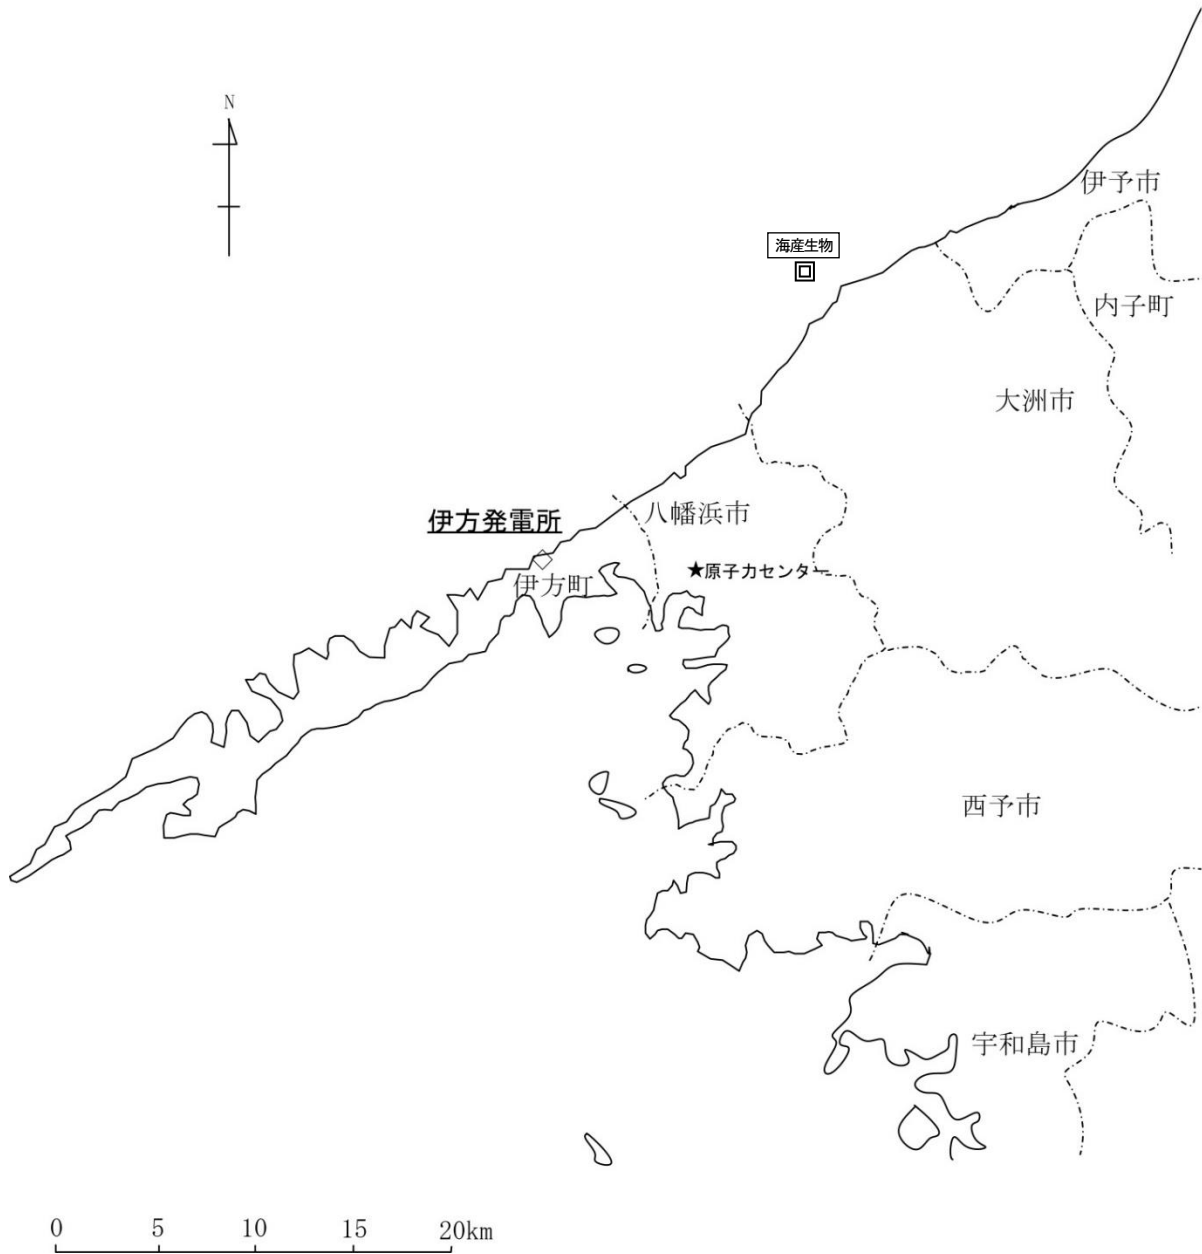 N
伊予市
海産生物
内子町
大洲市
伊方発電所
八幡浜市
伊方町
★原子力センター
西予市
宇和島市
0 5 10 15 20km